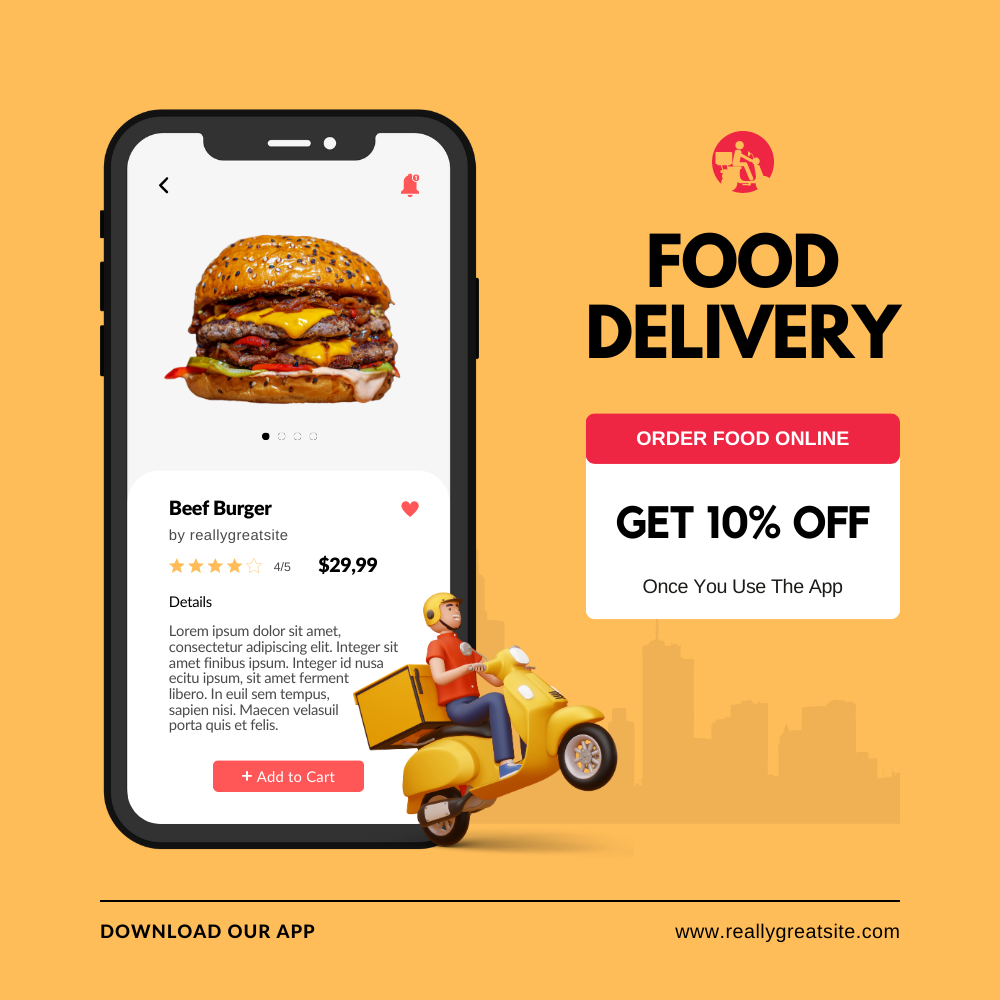 FOOD
DELIVERY
ORDER FOOD ONLINE
GET 10% OFF
Once You Use The App
Beef Burger
by reallygreatsite
4/5
$29,99
Details
Lorem ipsum dolor sit amet,
consectetur adipiscing elit. Integer sit
amet finibus ipsum. Integer id nusa
ecitu ipsum, sit amet ferment
libero. In euil sem tempus,
sapien nisi. Maecen velasuil
porta quis et felis.
+ Add to Cart
DOWNLOAD OUR APP
www.reallygreatsite.com